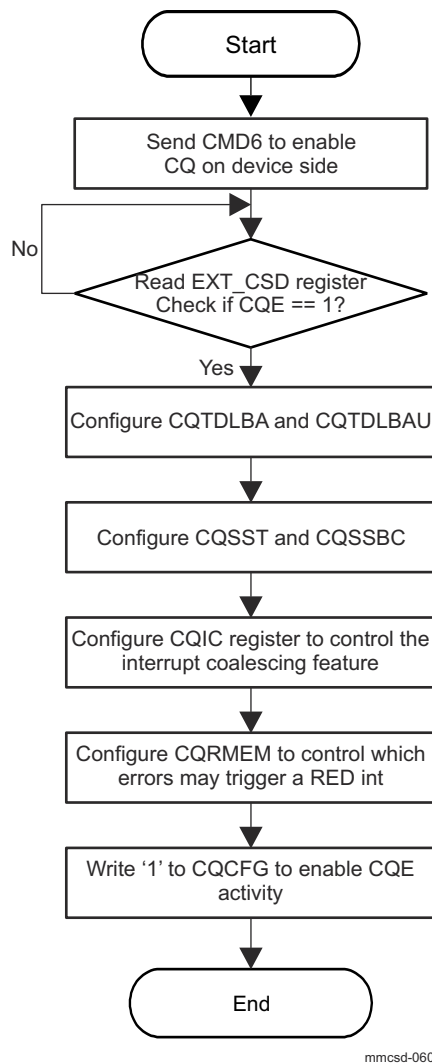 Start
Send CMD6 to enable
CQ on device side
No
Read EXT_CSD register
Check if CQE == 1?
Yes
Configure CQTDLBA and CQTDLBAU
Configure CQSST and CQSSBC
Configure CQIC register to control the
interrupt coalescing feature
Configure CQRMEM to control which
errors may trigger a RED int
Write ‘1’ to CQCFG to enable CQE
activity
End
mmcsd-060